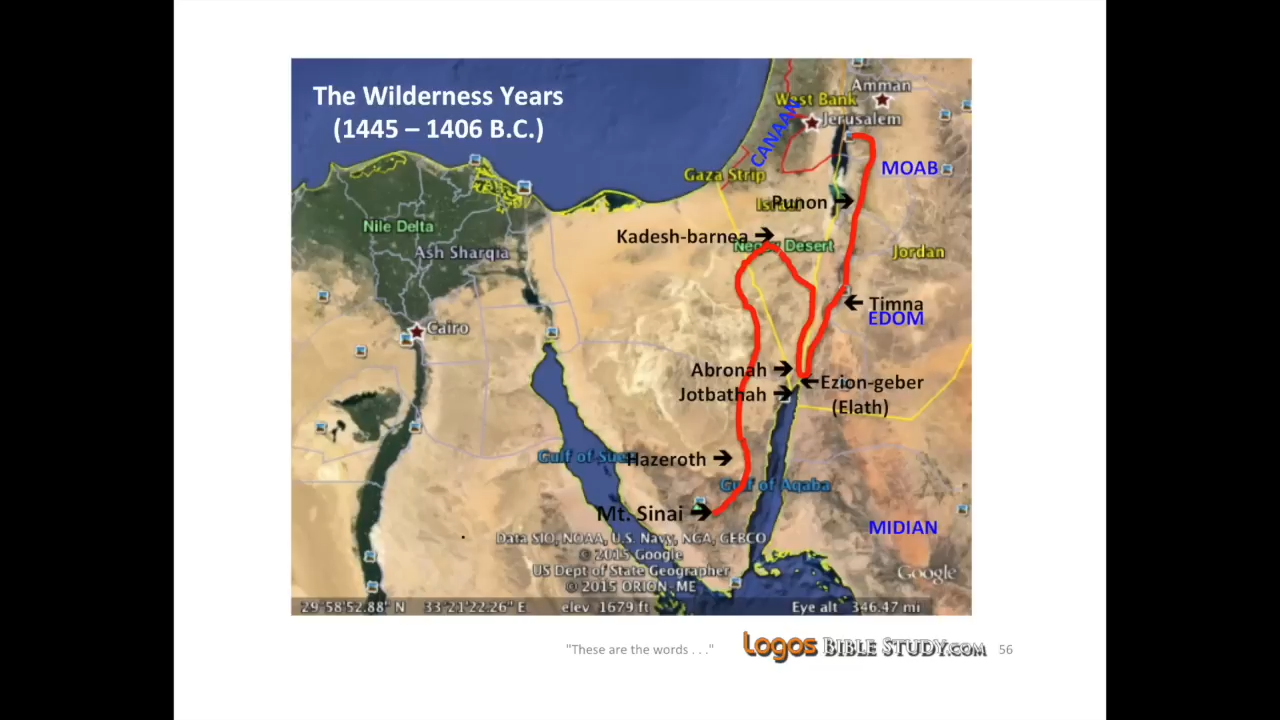 The Wilderness Years
(1445 – 1406 B.C.)
Amman
West Bank
Jerusalem
CANAAN
MOAB
Gaza Strip
Israel
Punon
Nile Delta
Kadesh-barnea
Negev Desert
Ash Sharqia
Jordan
Timna
EDOM
Cairo
Abronah
Ezion-geber
Jotbathah
(Elath)
Gulf of Suez
Hazeroth
Gulf of Aqaba
Mt. Sinai
MIDIAN
Data SIO, NOAA, U.S. Navy, NGA, GEBCO
© 2015 Google
US Dept of State Geographer
© 2015 ORION-ME
Google
29°58'52.88" N 33°21'22.26" E elev 1679 ft Eye alt 346.47 mi
"These are the words . . ." Logos BIBLE STUDY.COM 56